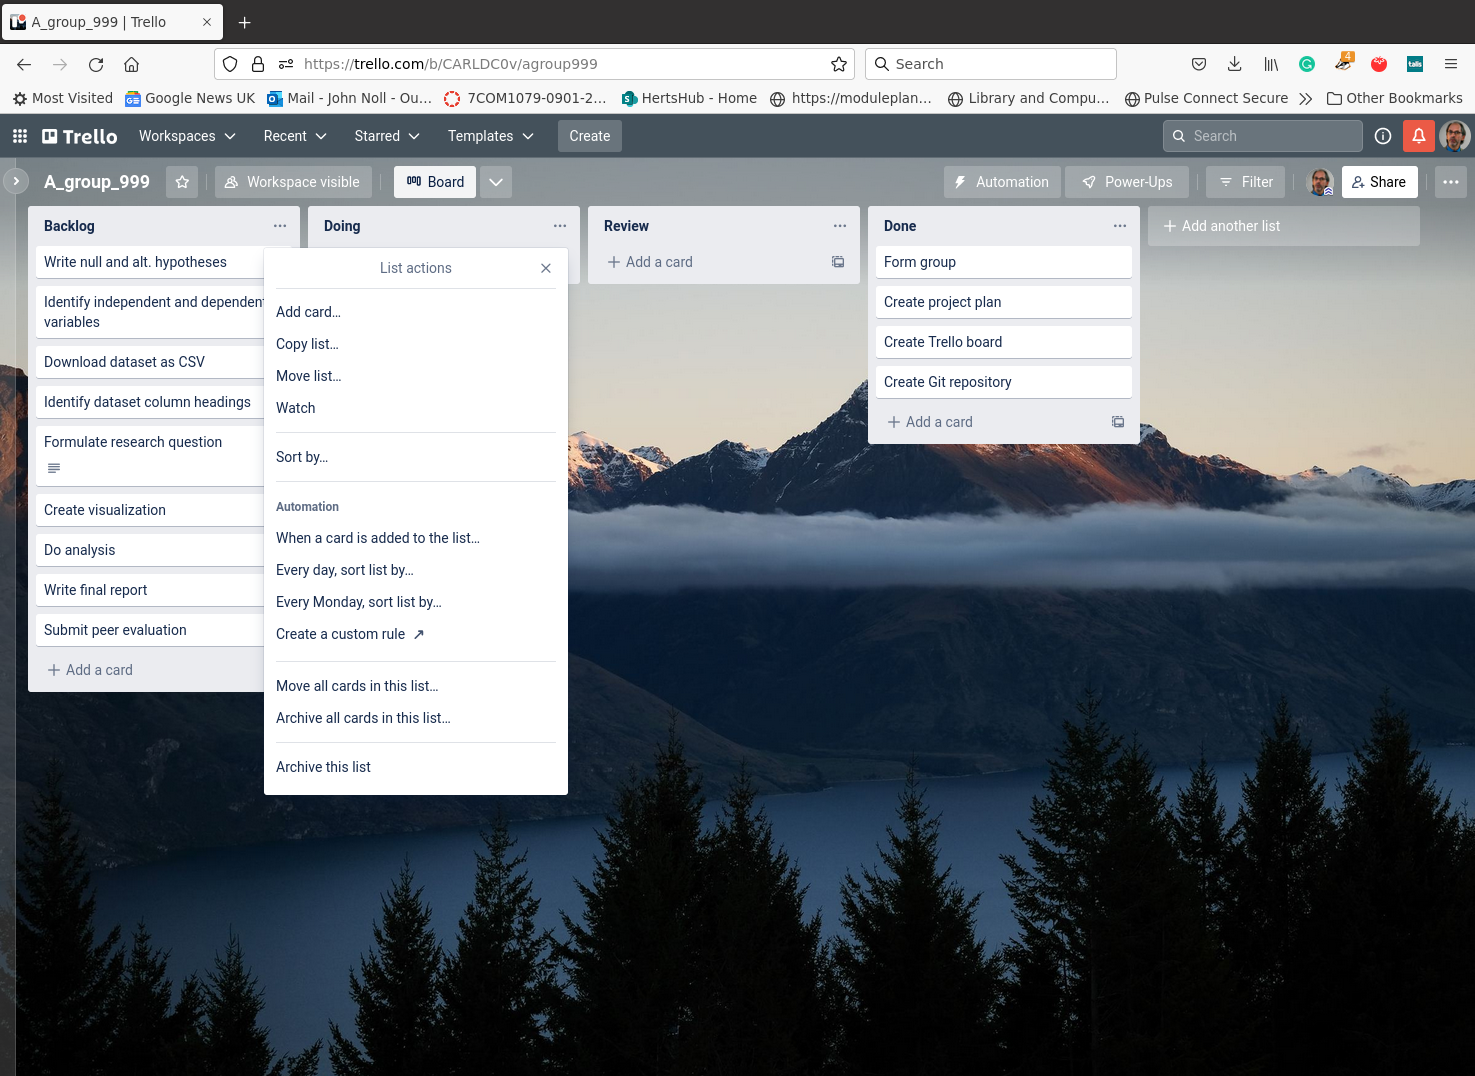 A_group_999 | Trello
https://trello.com/b/CARLDC0v/agroup999
Search
4
talis
Most Visited
Google News UK
Mail - John Noll - Ou…
7COM1079-0901-2…
HertsHub - Home
https://moduleplan…
Library and Compu…
Pulse Connect Secure
Other Bookmarks
Trello
Workspaces
Recent
Starred
Templates
Create
Search
A_group_999
Workspace visible
Board
Automation
Power-Ups
Filter
Share
Backlog
Write null and alt. hypotheses
Identify independent and dependent
variables
Download dataset as CSV
Identify dataset column headings
Formulate research question
Create visualization
Do analysis
Write final report
Submit peer evaluation
+ Add a card
Doing
List actions
Add card…
Copy list…
Move list…
Watch
Sort by…
Automation
When a card is added to the list…
Every day, sort list by…
Every Monday, sort list by…
Create a custom rule ↗
Move all cards in this list…
Archive all cards in this list…
Archive this list
Review
+ Add a card
Done
Form group
Create project plan
Create Trello board
Create Git repository
+ Add a card
+ Add another list